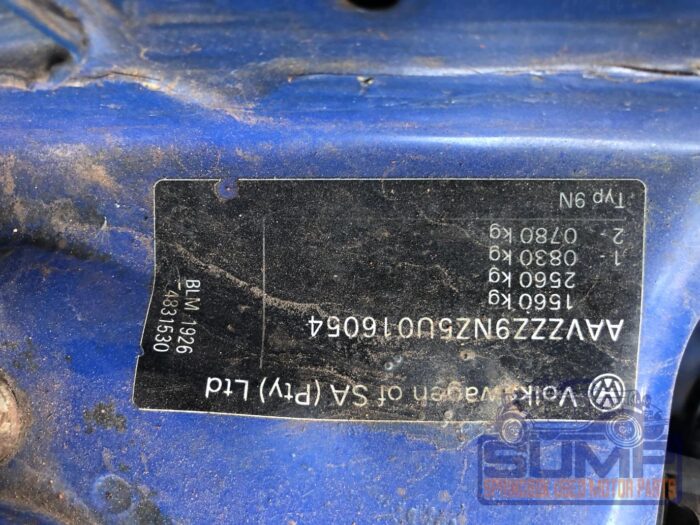 Volkswagen of SA (Pty) Ltd
AAVZZZ9NZ5U016054
1560 kg
2560 kg
1- 0830 kg
2- 0780 kg
Typ 9N
BLM 1926
4831530
SUMP
SPRINGBOK USED MOTOR PARTS